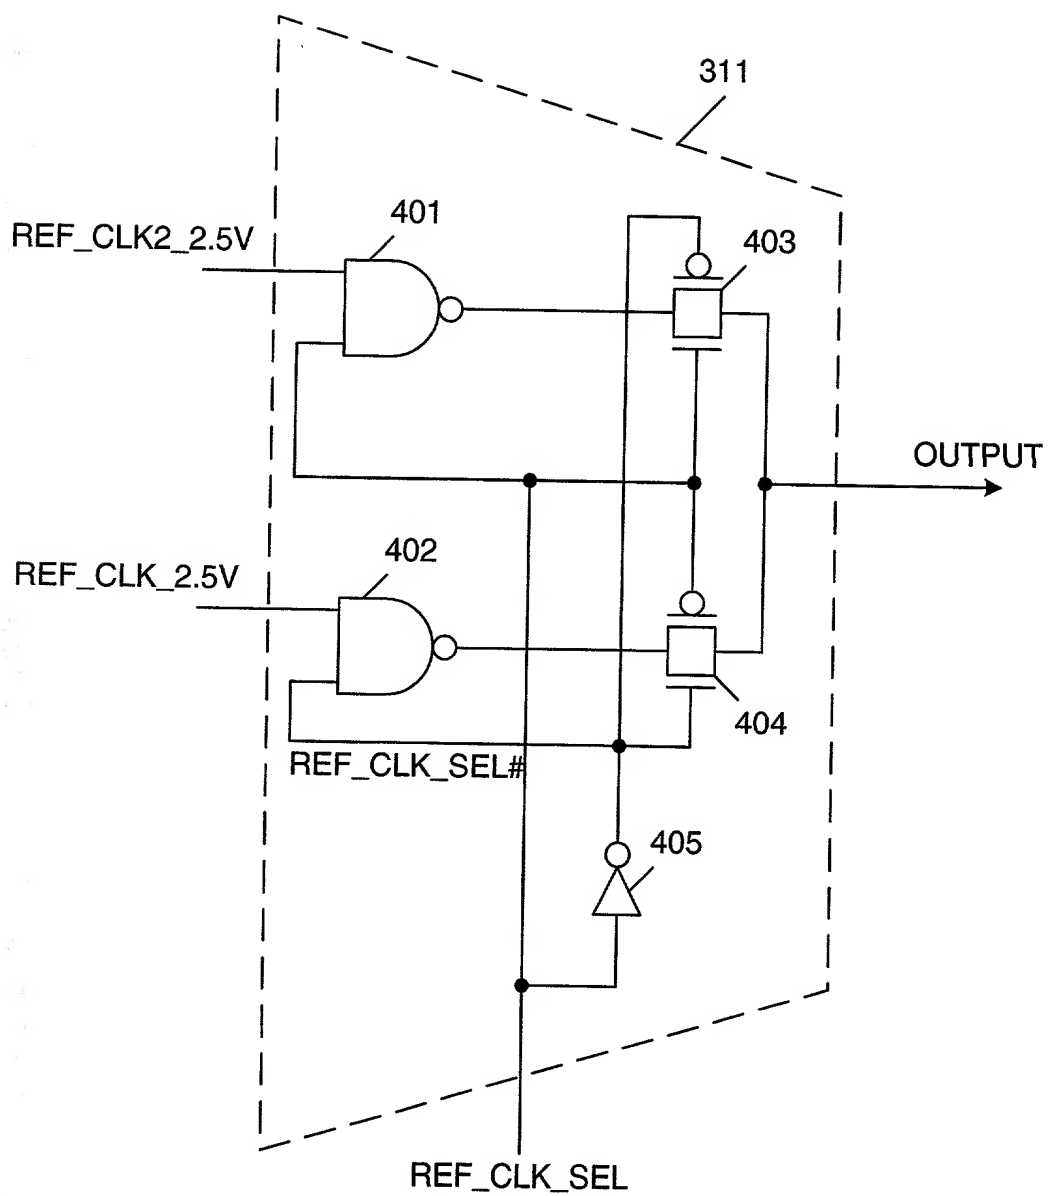 311
401
REF_CLK2_2.5V
403
OUTPUT
402
REF_CLK_2.5V
404
REF_CLK_SEL#
405
REF_CLK_SEL